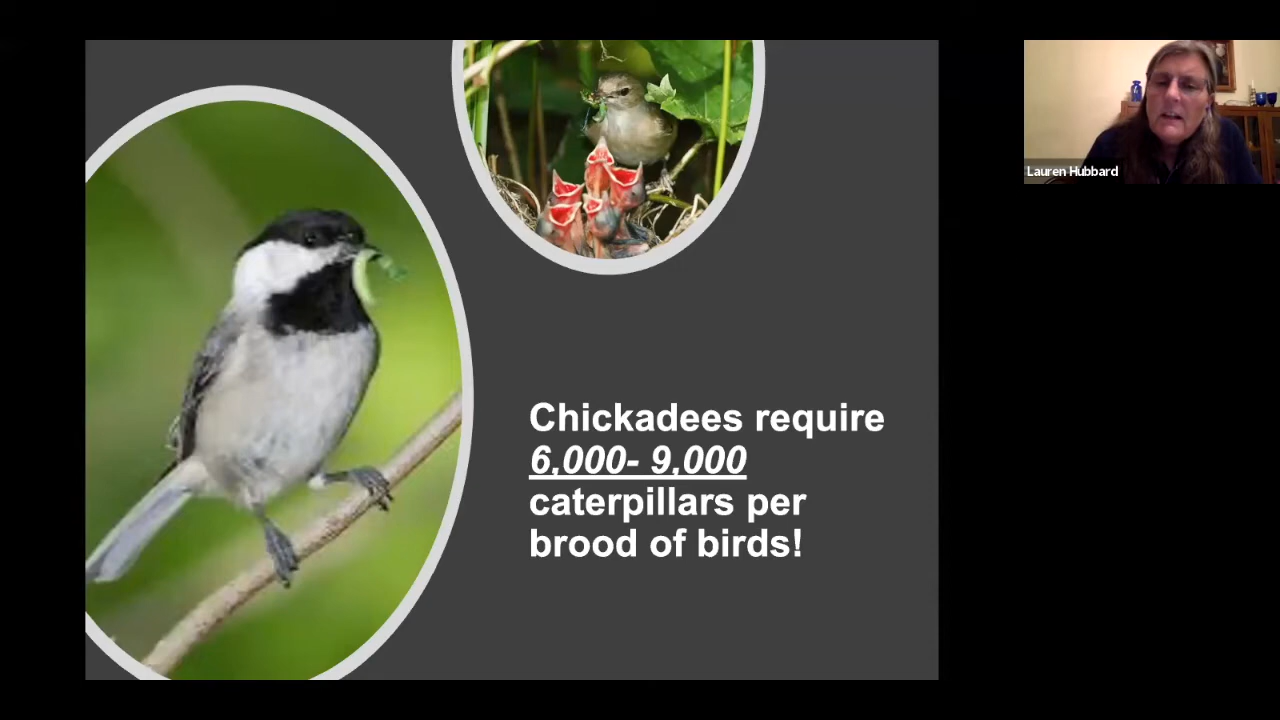 Lauren Hubbard
Chickadees require
6,000- 9,000
caterpillars per
brood of birds!